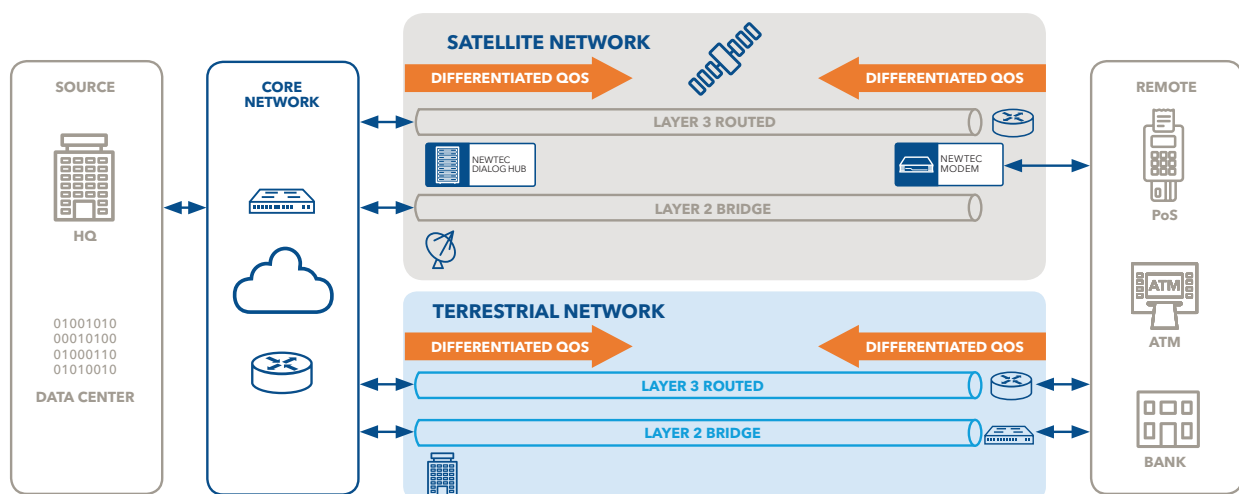 SOURCE
HQ
01001010
00010100
01000110
01010010
DATA CENTER
CORE
NETWORK
SATELLITE NETWORK
DIFFERENTIATED QOS
DIFFERENTIATED QOS
LAYER 3 ROUTED
NEWTEC
DIALOG HUB
NEWTEC
MODEM
LAYER 2 BRIDGE
TERRESTRIAL NETWORK
DIFFERENTIATED QOS
DIFFERENTIATED QOS
LAYER 3 ROUTED
LAYER 2 BRIDGE
REMOTE
PoS
ATM
ATM
BANK